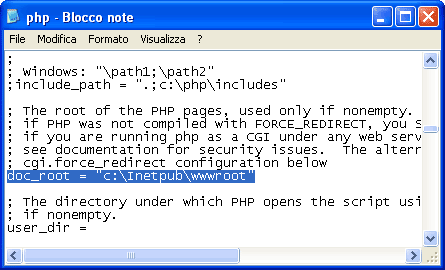 php - Blocco note
File Modifica Formato Visualizza ?
;
; Windows: "\path1;\path2"
;include_path = ".;c:\php\includes"
; The root of the PHP pages, used only if nonempty.
; if PHP was not compiled with FORCE_REDIRECT, you S
; if you are running php as a CGI under any web serv
; see documentation for security issues.  The altern
; cgi.force_redirect configuration below
doc_root = "c:\Inetpub\wwwroot"
; The directory under which PHP opens the script usi
; if nonempty.
user_dir =